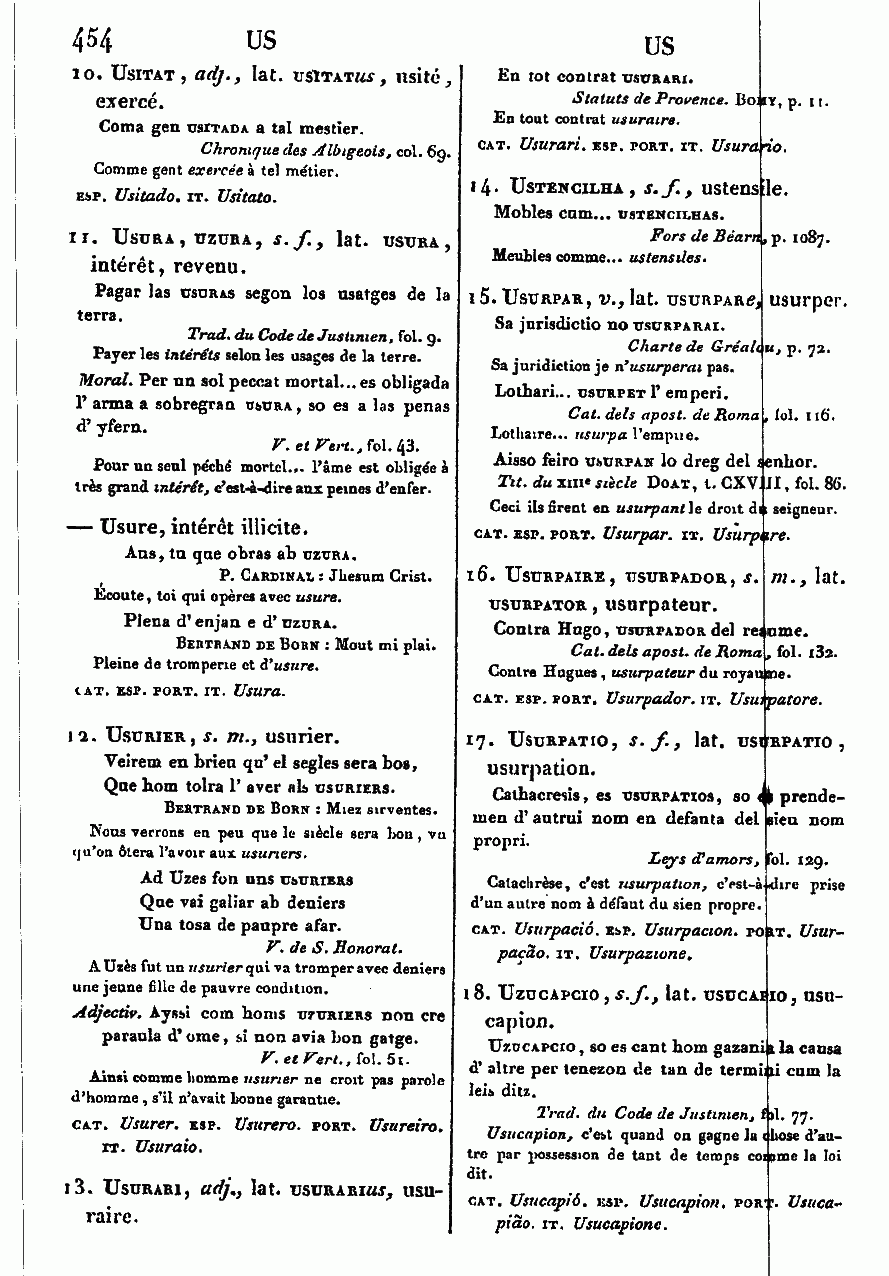 454 US
10. Usitat, adj., lat. usitatus, usité,
exercé.
Coma gen usitada a tal mestier.
Chronique des Albigeois, col. 69.
Comme gent exercée à tel métier.
esp. Usitado. it. Usitato.
11. Usura, uzura, s. f., lat. usura,
intérêt, revenu.
Pagar las usuras segon los usatges de la
terra.
Trad. du Code de Justinien, fol. 9.
Payer les intérêts selon les usages de la terre.
Moral. Per un sol peccat mortal... es obligada
l' arma a sobregran usura, so es a las penas
d' yfern.
V. et Vert., fol. 43.
Pour un seul péché mortel... l'âme est obligée à
très grand intérêt, c'est-à-dire aux peines d'enfer.
— Usure, intérêt illicite.
Aus, tu que obras ab uzura.
P. Cardinal : Jhesum Crist.
Écoute, toi qui opères avec usure.
Plena d' enjan e d' uzura.
Bertrand de Born : Mout mi plai.
Pleine de tromperie et d'usure.
cat. esp. port. it. Usura.
12. Usurier, s. m., usurier.
Veirem en brieu qu' el segles sera bos,
Que hom tolra l' aver als usuriers.
Bertrand de Born : Miez sirventes.
Nous verrons en peu que le siècle sera bon, vu
qu'on ôtera l'avoir aux usuriers.
Ad Uzes fon uns usuriers
Que vai galiar ab deniers
Una tosa de paupre afar.
V. de S. Honorat.
A Uzès fut un usurier qui va tromper avec deniers
une jeune fille de pauvre condition.
Adjectiv. Ayssi com homs uzuriers non cre
paraula d' ome, si non avia bon gatge.
V. et Vert., fol. 51.
Ainsi comme homme usurier ne croit pas parole
d'homme, s'il n'avait bonne garantie.
cat. Usurer. esp. Usurero. port. Usureiro.
it. Usuraio.
13. Usurari, adj., lat. usurarius, usu-
raire.
US
En tot contrat usurari.
Statuts de Provence. Bomy, p. 11.
En tout contrat usuraire.
cat. Usurari. esp. port. it. Usurario.
14. Ustencilha, s. f., ustensile.
Mobles cum... ustencilhas.
Fors de Béarn, p. 1087.
Meubles comme... ustensiles.
15. Usurpar, v., lat. usurpare, usurper.
Sa jurisdictio no usurparai.
Charte de Gréalou, p. 72.
Sa juridiction je n'usurperai pas.
Lothari... usurpet l' emperi.
Cat. dels apost. de Roma, fol. 116.
Lothaire... usurpa l'empire.
Aisso feiro usurpan lo dreg del senhor.
Tit. du xiiie siècle Doat, t. CXVIII, fol. 86.
Ceci ils firent en usurpant le droit du seigneur.
cat. esp. port. Usurpar. it. Usurpare.
16. Usurpaire, usurpador, s. m., lat.
usurpator, usurpateur.
Contra Hugo, usurpador del reaume.
Cat. dels apost. de Roma, fol. 132.
Contre Hugues, usurpateur du royaume.
cat. esp. port. Usurpador. it. Usurpatore.
17. Usurpatio, s. f., lat. usurpatio,
usurpation.
Cathacresis, es usurpatios, so es prende-
men d' autrui nom en defauta del sieu nom
propri.
Leys d'amors, fol. 129.
Catachrèse, c'est usurpation, c'est-à-dire prise
d'un autre nom à défaut du sien propre.
cat. Usurpació. esp. Usurpacion. port. Usur-
pação. it. Usurpazione.
18. Uzucapcio, s. f., lat. usucapio, usu-
capion.
Uzucapcio, so es cant hom gazania la causa
d' altre per tenezon de tan de termini cum la
leis ditz.
Trad. du Code de Justinien, fol. 77.
Usucapion, c'est quand on gagne la chose d'au-
tre par possession de tant de temps comme la loi
dit.
cat. Usucapió. esp. Usucapion. port. Usuca-
pião. it. Usucapione.